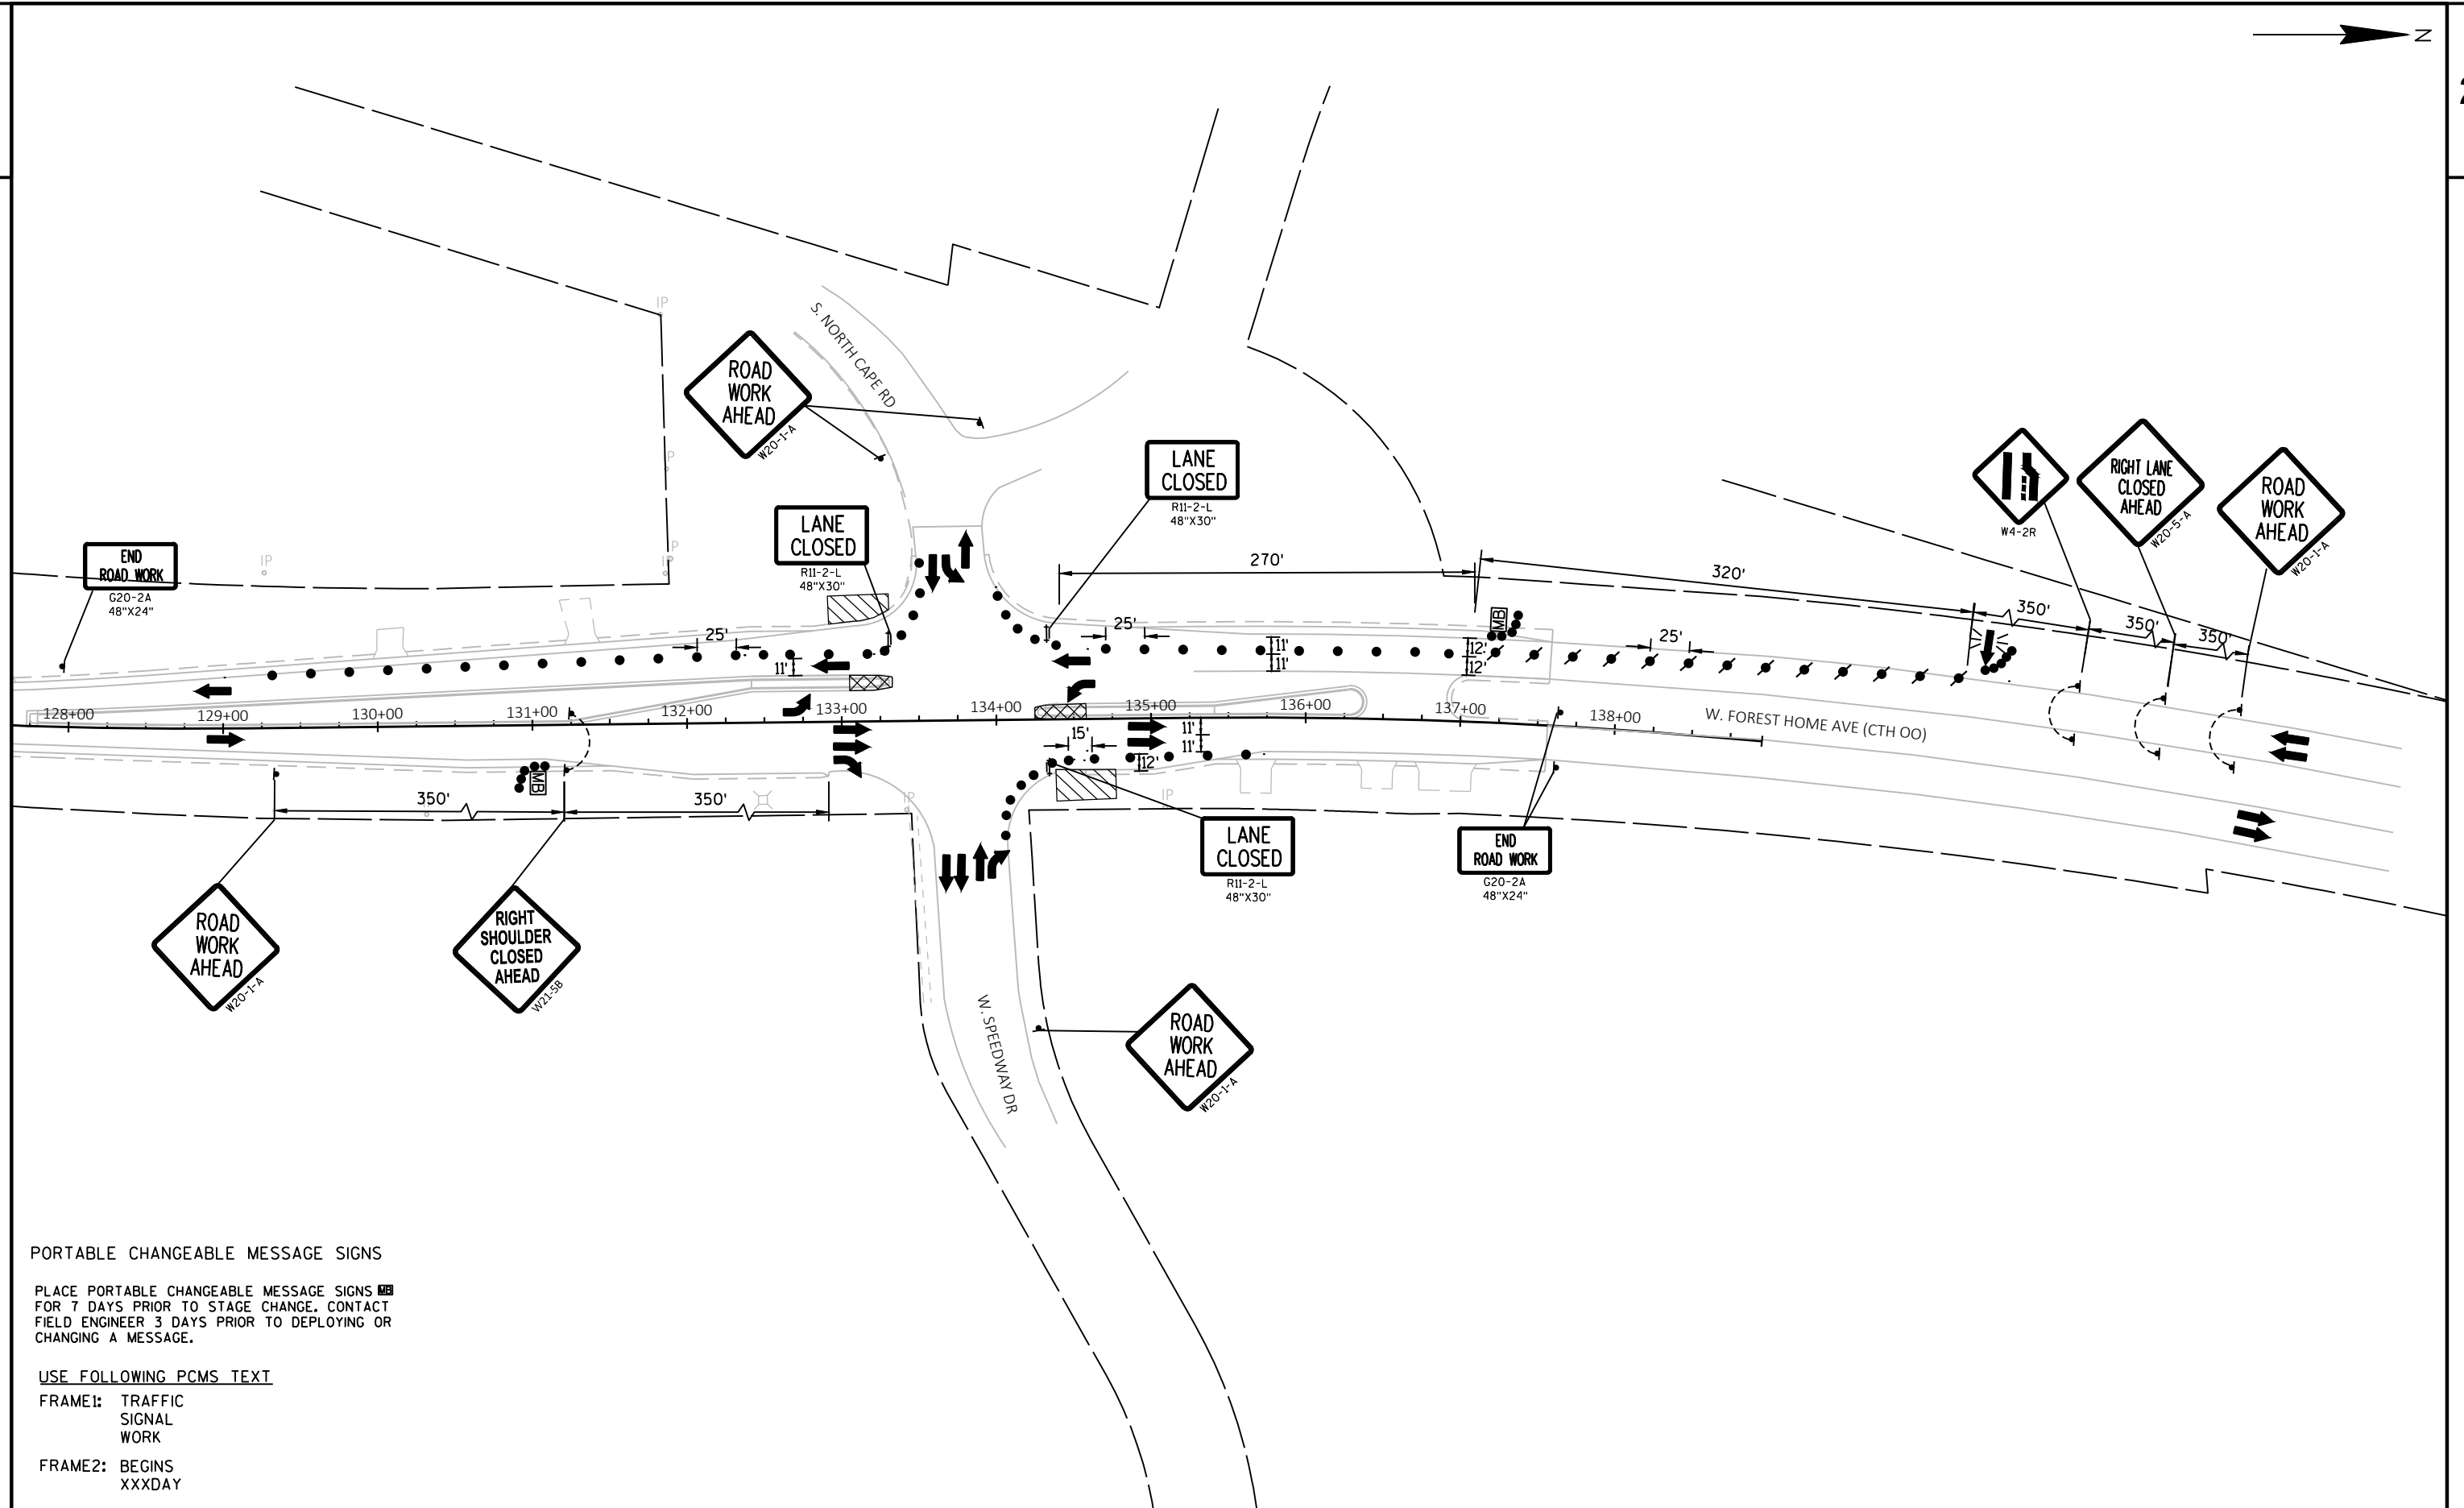 N
IP
S. NORTH CAPE RD
ROAD
WORK
AHEAD
W20-1-A
IP
LANE
CLOSED
R11-2-L
48"X30"
LANE
CLOSED
R11-2-L
48"X30"
W4-2R
RIGHT LANE
CLOSED
AHEAD
W20-5-A
ROAD
WORK
AHEAD
W20-1-A
END
ROAD WORK
G20-2A
48"X24"
IP
IP
IP
270'
320'
350'
350'
350'
MB
25'
25'
25'
11'
11'
11'
12'
12'
128+00
129+00
130+00
131+00
132+00
133+00
134+00
135+00
136+00
137+00
138+00
W. FOREST HOME AVE (CTH OO)
15'
11'
11'
12'
MB
350'
350'
IP
IP
LANE
CLOSED
R11-2-L
48"X30"
END
ROAD WORK
G20-2A
48"X24"
ROAD
WORK
AHEAD
W20-1-A
RIGHT
SHOULDER
CLOSED
AHEAD
W21-5B
W. SPEEDWAY DR
ROAD
WORK
AHEAD
W20-1-A
PORTABLE CHANGEABLE MESSAGE SIGNS
PLACE PORTABLE CHANGEABLE MESSAGE SIGNS MB
FOR 7 DAYS PRIOR TO STAGE CHANGE. CONTACT
FIELD ENGINEER 3 DAYS PRIOR TO DEPLOYING OR
CHANGING A MESSAGE.
USE FOLLOWING PCMS TEXT
FRAME1: TRAFFIC
SIGNAL
WORK
FRAME2: BEGINS
XXXDAY